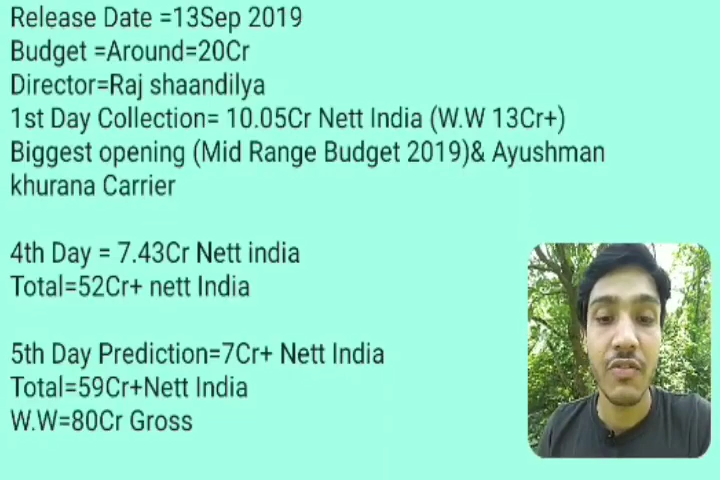 Release Date =13Sep 2019
Budget =Around=20Cr
Director=Raj shaandilya
1st Day Collection= 10.05Cr Nett India (W.W 13Cr+)
Biggest opening (Mid Range Budget 2019)& Ayushman
khurana Carrier
4th Day = 7.43Cr Nett india
Total=52Cr+ nett India
5th Day Prediction=7Cr+ Nett India
Total=59Cr+Nett India
W.W=80Cr Gross